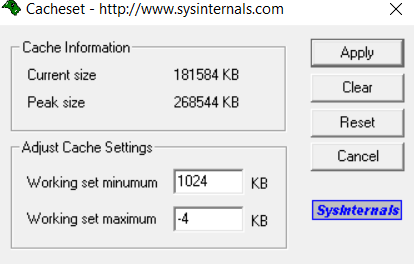 Cacheset - http://www.sysinternals.com
Cache Information
Current size 181584 KB
Peak size 268544 KB
Adjust Cache Settings
Working set minumum 1024 KB
Working set maximum -4 KB
Apply
Clear
Reset
Cancel
SysInternals